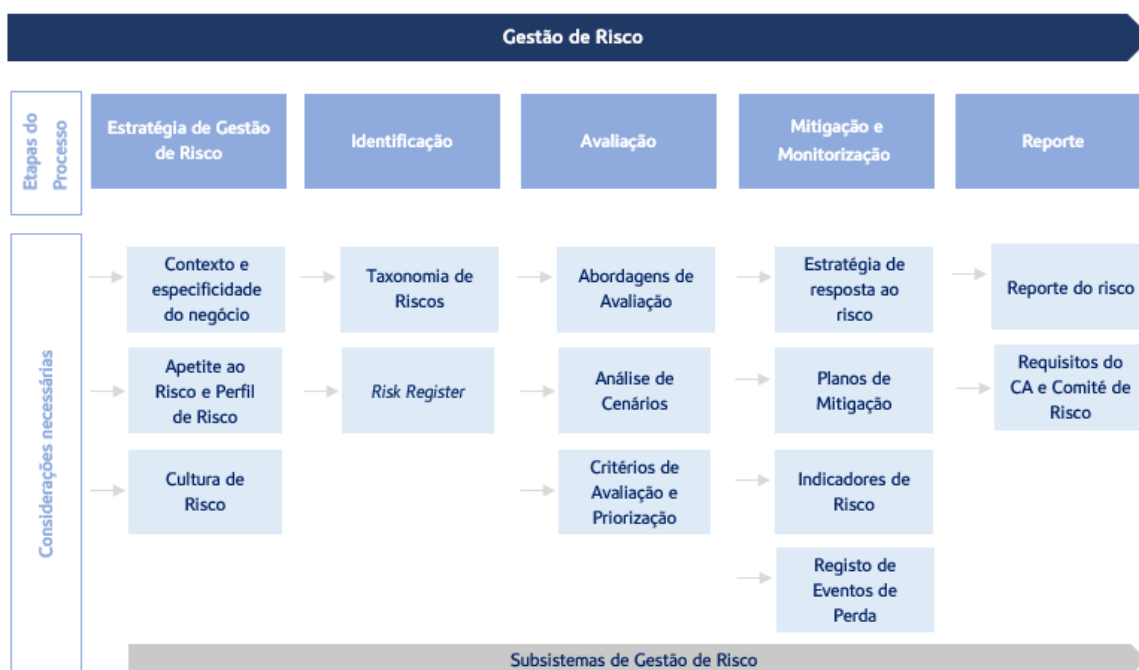 Gestão de Risco
Etapas do
Processo
Estratégia de Gestão
de Risco
Identificação
Avaliação
Mitigação e
Monitorização
Reporte
Considerações necessárias
Contexto e
especificidade
do negócio
Apetite ao
Risco e Perfil
de Risco
Cultura de
Risco
Taxonomia de
Riscos
Risk Register
Abordagens de
Avaliação
Análise de
Cenários
Critérios de
Avaliação e
Priorização
Estratégia de
resposta ao
risco
Planos de
Mitigação
Indicadores de
Risco
Registo de
Eventos de
Perda
Reporte do risco
Requisitos do
CA e Comité de
Risco
Subsistemas de Gestão de Risco